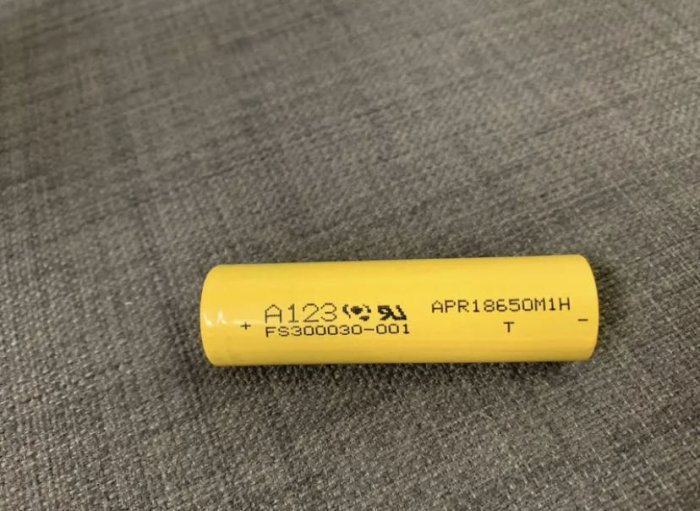 A123
FS300030-001
APR18650M1H
T
+
-